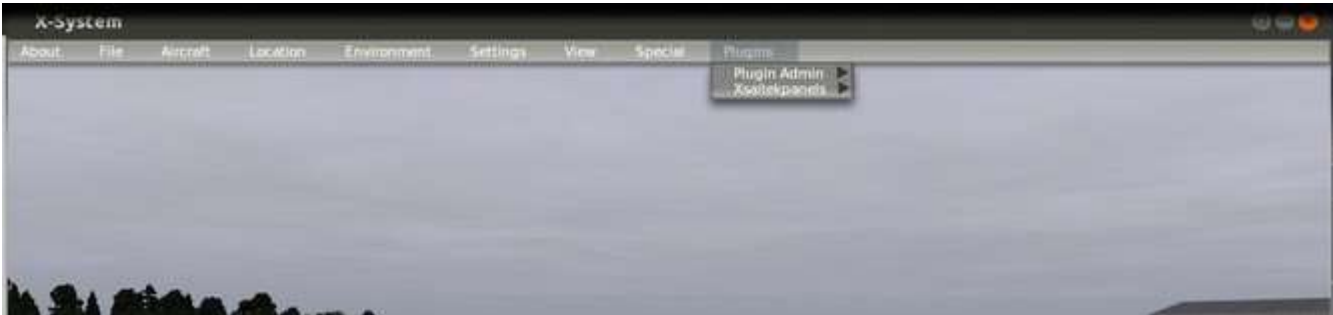 X-System
About File Aircraft Location Environment Settings View Special Plugins
Plugin Admin
Xsaitekpanels